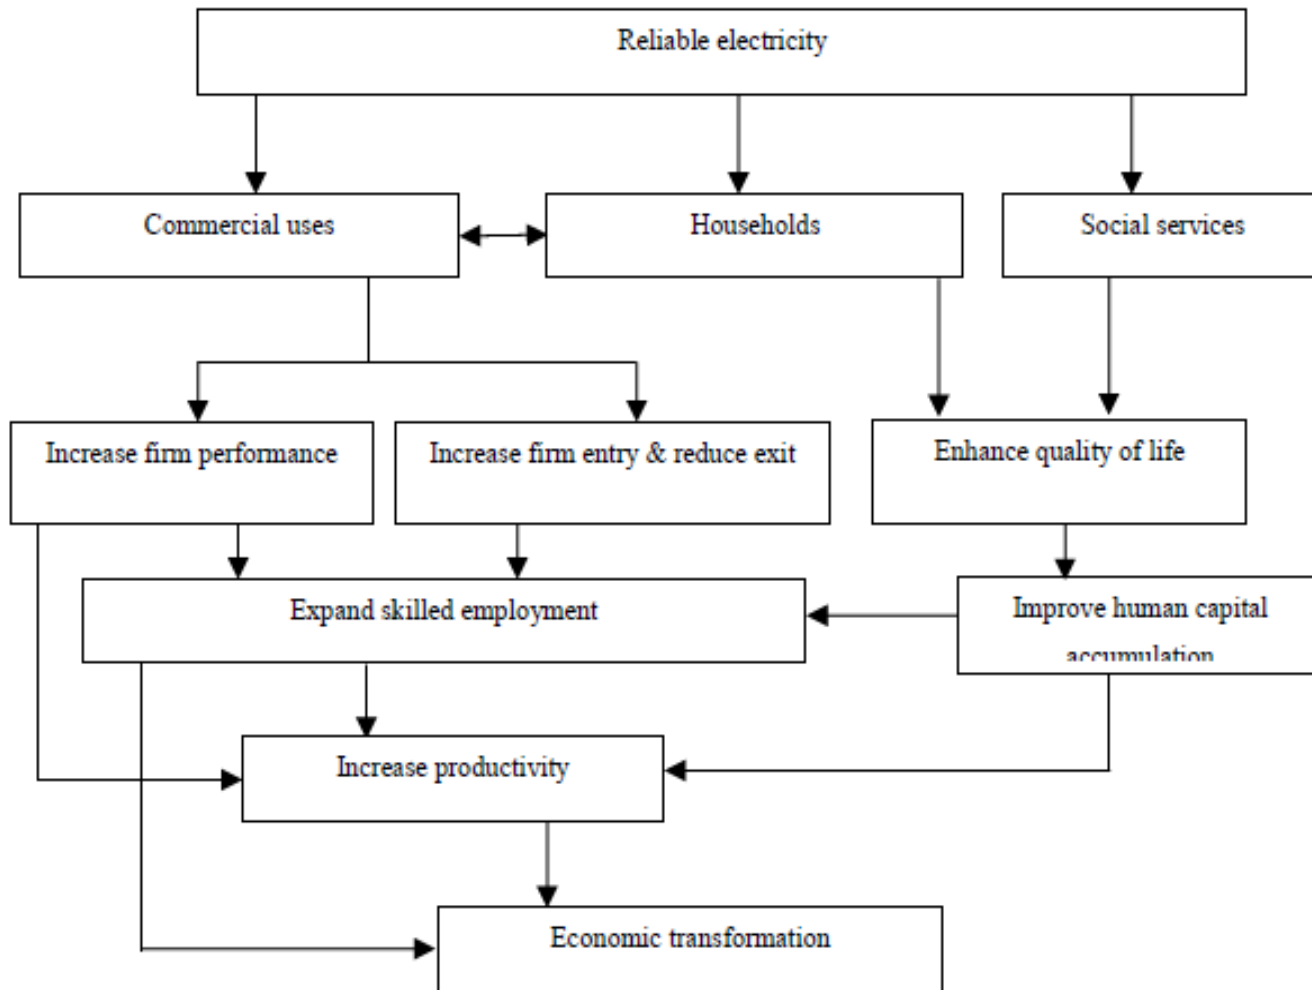 Reliable electricity
Commercial uses
Households
Social services
Increase firm performance
Increase firm entry & reduce exit
Enhance quality of life
Expand skilled employment
Improve human capital
accumulation
Increase productivity
Economic transformation